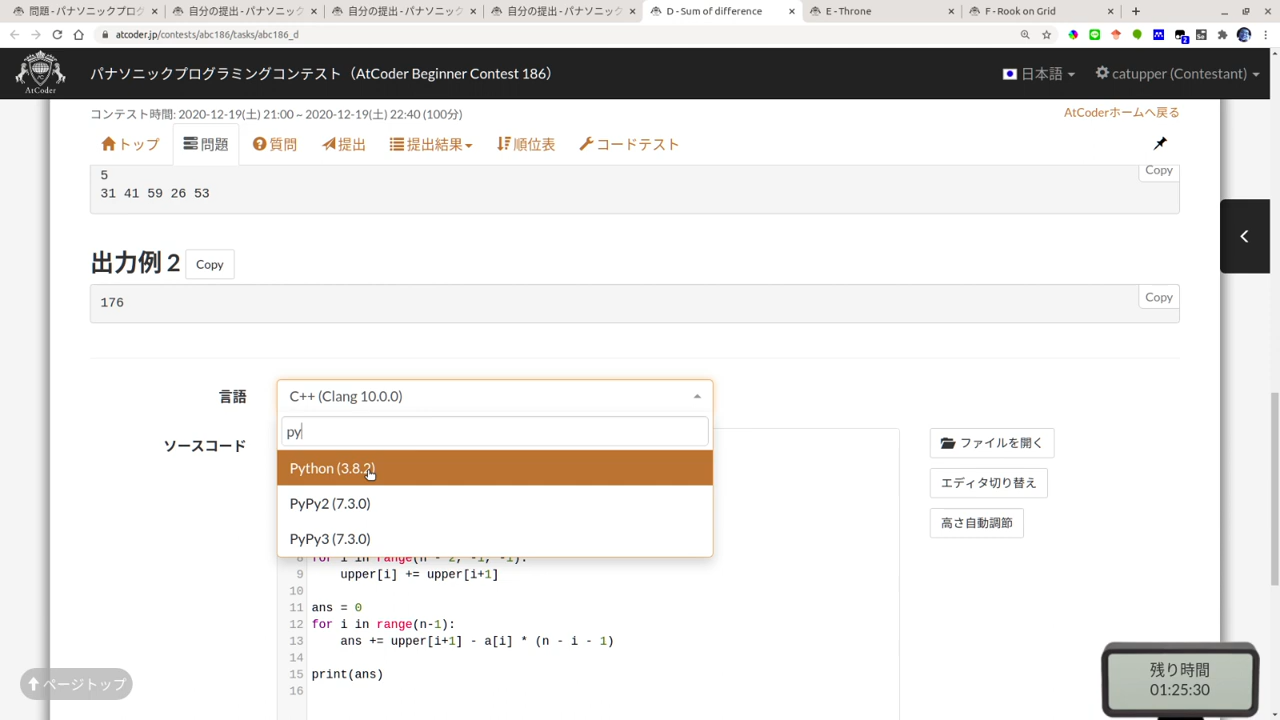 問題 - パナソニックプログ
自分の提出 - パナソニック
自分の提出 - パナソニック
自分の提出 - パナソニック
D - Sum of difference
E - Throne
F - Rook on Grid
atcoder.jp/contests/abc186/tasks/abc186_d
AtCoder
パナソニックプログラミングコンテスト（AtCoder Beginner Contest 186）
日本語
catupper (Contestant)
コンテスト時間: 2020-12-19(土) 21:00 ~ 2020-12-19(土) 22:40 (100分)
AtCoderホームへ戻る
トップ
問題
質問
提出
提出結果
順位表
コードテスト
5
31 41 59 26 53
Copy
出力例 2
Copy
176
Copy
言語
C++ (Clang 10.0.0)
py
Python (3.8.2)
PyPy2 (7.3.0)
PyPy3 (7.3.0)
ソースコード
ファイルを開く
エディタ切り替え
高さ自動調節
8 for i in range(n - 2, -1, -1):
9 upper[i] += upper[i+1]
10
11 ans = 0
12 for i in range(n-1):
13 ans += upper[i+1] - a[i] * (n - i - 1)
14
15 print(ans)
16
ページトップ
残り時間
01:25:30